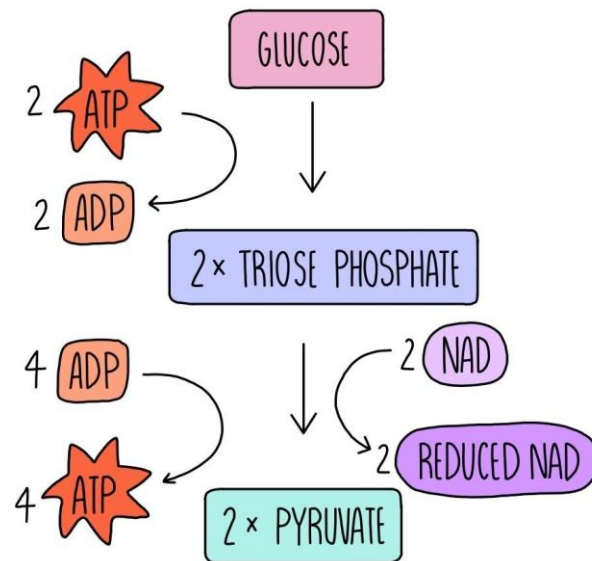 GLUCOSE
2 ATP
2 ADP
2 × TRIOSE PHOSPHATE
4 ADP
2 NAD
4 ATP
2 REDUCED NAD
2 × PYRUVATE